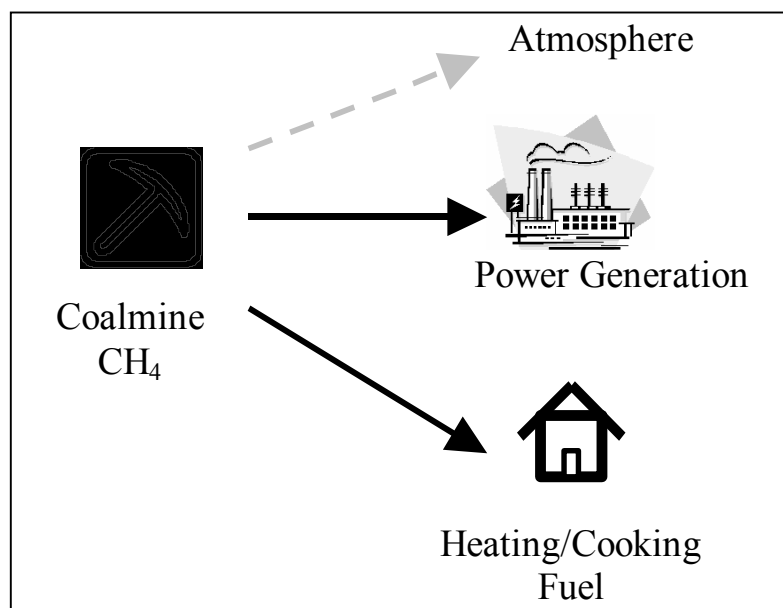 Atmosphere
Power Generation
Coalmine
CH₄
Heating/Cooking
Fuel